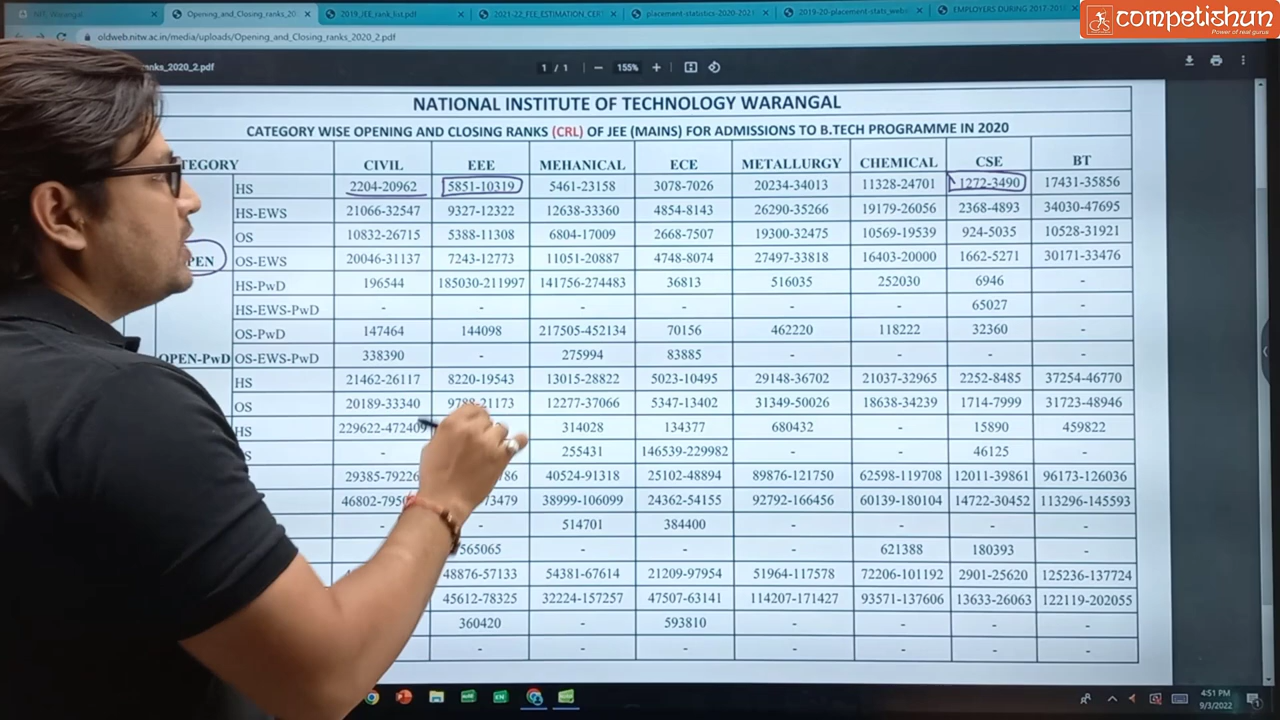 NIT Warangal
Opening_and_Closing_ranks_20
2019_JEE_rank_list.pdf
2021-22_FEE_ESTIMATION_CERT
placement-statistics-2020-2021
2019-20-placement-stats_webs
EMPLOYERS DURING 2017-201
competishun
Power of real gurus
oldweb.nitw.ac.in/media/uploads/Opening_and_Closing_ranks_2020_2.pdf
ranks_2020_2.pdf
1 / 1
155%
NATIONAL INSTITUTE OF TECHNOLOGY WARANGAL
CATEGORY WISE OPENING AND CLOSING RANKS (CRL) OF JEE (MAINS) FOR ADMISSIONS TO B.TECH PROGRAMME IN 2020
TEGORY CIVIL EEE MEHANICAL ECE METALLURGY CHEMICAL CSE BT
HS 2204-20962 5851-10319 5461-23158 3078-7026 20234-34013 11328-24701 1272-3490 17431-35856
HS-EWS 21066-32547 9327-12322 12638-33360 4854-8143 26290-35266 19179-26056 2368-4893 34030-47695
OS 10832-26715 5388-11308 6804-17009 2668-7507 19300-32475 10569-19539 924-5035 10528-31921
PEN OS-EWS 20046-31137 7243-12773 11051-20887 4748-8074 27497-33818 16403-20000 1662-5271 30171-33476
HS-PwD 196544 185030-211997 141756-274483 36813 516035 252030 6946 -
HS-EWS-PwD - - - - - - 65027
OS-PwD 147464 144098 217505-452134 70156 462220 118222 32360 -
OPEN-PwD OS-EWS-PwD 338390 - 275994 83885 - - - -
HS 21462-26117 8220-19543 13015-28822 5023-10495 29148-36702 21037-32965 2252-8485 37254-46770
OS 20189-33340 9788-21173 12277-37066 5347-13402 31349-50026 18638-34239 1714-7999 31723-48946
HS 229622-472409 314028 134377 680432 - 15890 459822
S - 255431 146539-229982 - - 46125
29385-79226 786 40524-91318 25102-48894 89876-121750 62598-119708 12011-39861 96173-126036
46802-7950 73479 38999-106099 24362-54155 92792-166456 60139-180104 14722-30452 113296-145593
- - 514701 384400 - - - -
565065 - - - 621388 180393 -
48876-57133 54381-67614 21209-97954 51964-117578 72206-101192 2901-25620 125236-137724
45612-78325 32224-157257 47507-63141 114207-171427 93571-137606 13633-26063 122119-202055
360420 - 593810 - - - -
- - - - - - -
4:51 PM
9/3/2022